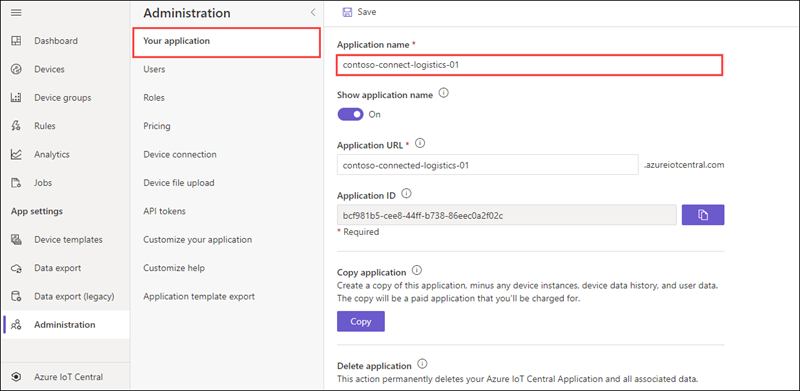 Dashboard
Devices
Device groups
Rules
Analytics
Jobs
App settings
Device templates
Data export
Data export (legacy)
Administration
Azure IoT Central
Administration
Your application
Users
Roles
Pricing
Device connection
Device file upload
API tokens
Customize your application
Customize help
Application template export
Save
Application name *
contoso-connect-logistics-01
Show application name
On
Application URL *
contoso-connected-logistics-01 .azureiotcentral.com
Application ID
bcf981b5-cee8-44ff-b738-86eec0a2f02c
* Required
Copy application
Create a copy of this application, minus any device instances, device data history, and user data.
The copy will be a paid application that you'll be charged for.
Copy
Delete application
This action permanently deletes your Azure IoT Central Application and all associated data.